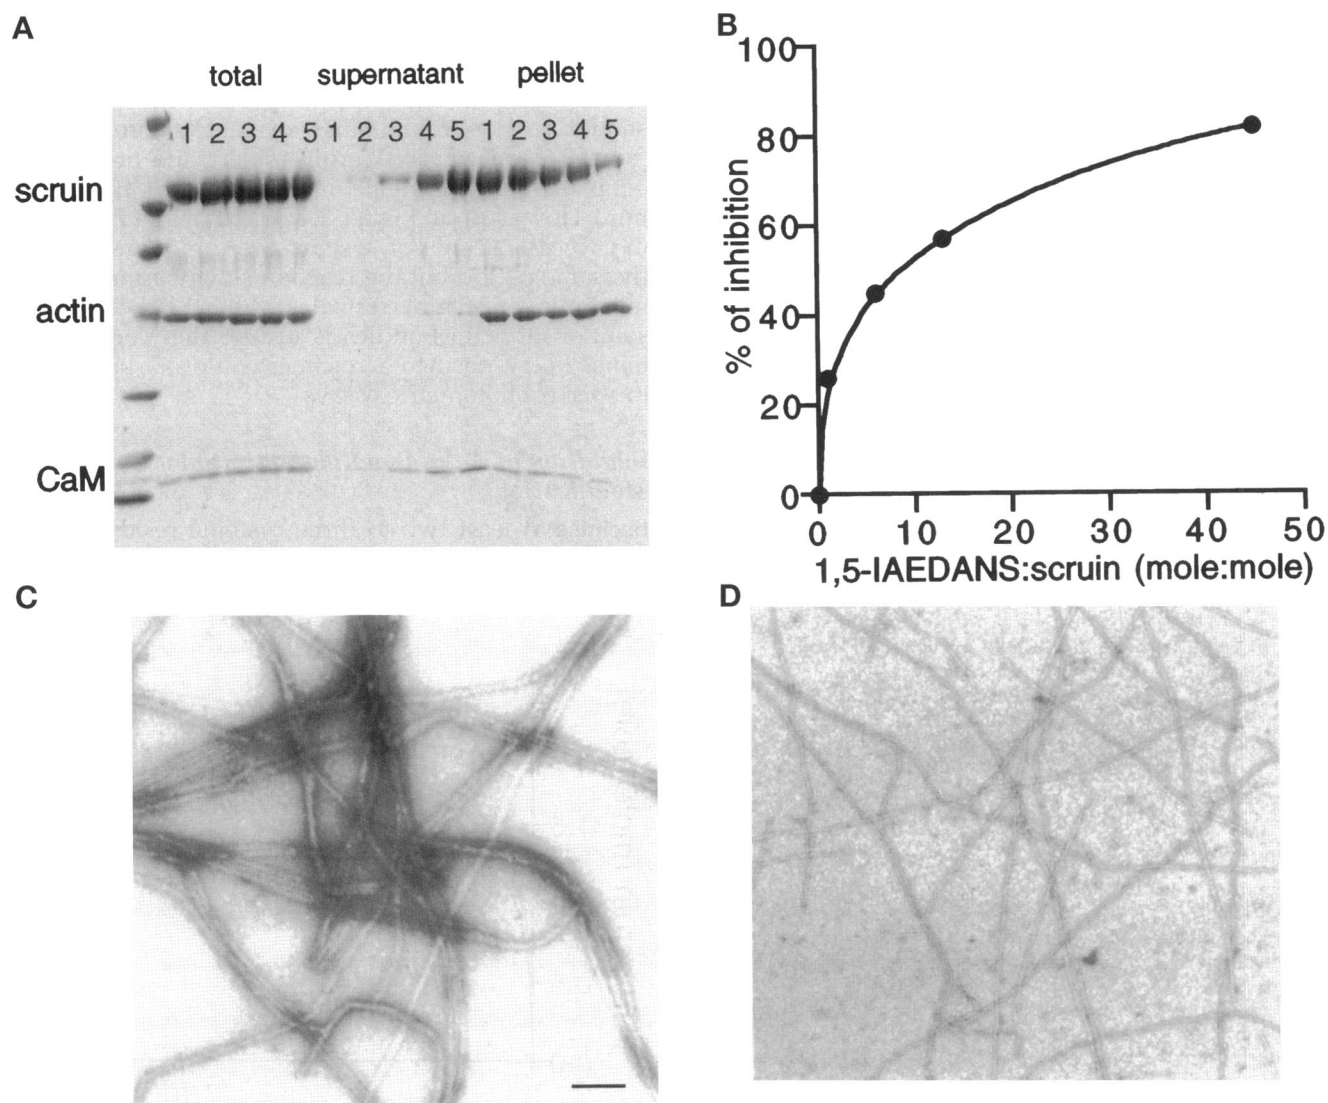 A
total supernatant pellet
1 2 3 4 5 1 2 3 4 5 1 2 3 4 5
scruin
actin
CaM
B
100
80
60
40
20
0
% of inhibition
0 10 20 30 40 50
1,5-IAEDANS:scruin (mole:mole)
C
D